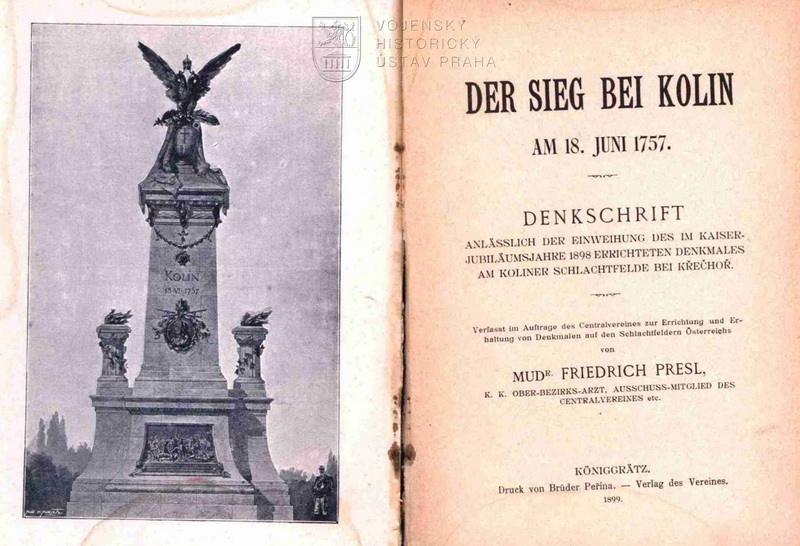 VOJENSKÝ
HISTORICKÝ
ÚSTAV PRAHA
KOLIN
18·VI·1757
DER SIEG BEI KOLIN
AM 18. JUNI 1757.
DENKSCHRIFT
ANLÄSSLICH DER EINWEIHUNG DES IM KAISER-
JUBILÄUMSJAHRE 1898 ERRICHTETEN DENKMALES
AM KOLINER SCHLACHTFELDE BEI KŘEČHOŘ.
Verfasst im Auftrage des Centralvereines zur Errichtung und Er-
haltung von Denkmalen auf den Schlachtfeldern Österreichs
von
MUDR. FRIEDRICH PRESL,
K. K. OBER-BEZIRKS-ARZT, AUSSCHUSS-MITGLIED DES
CENTRALVEREINES etc.
KÖNIGGRÄTZ.
Druck von Brüder Peřina. — Verlag des Vereines.
1899.